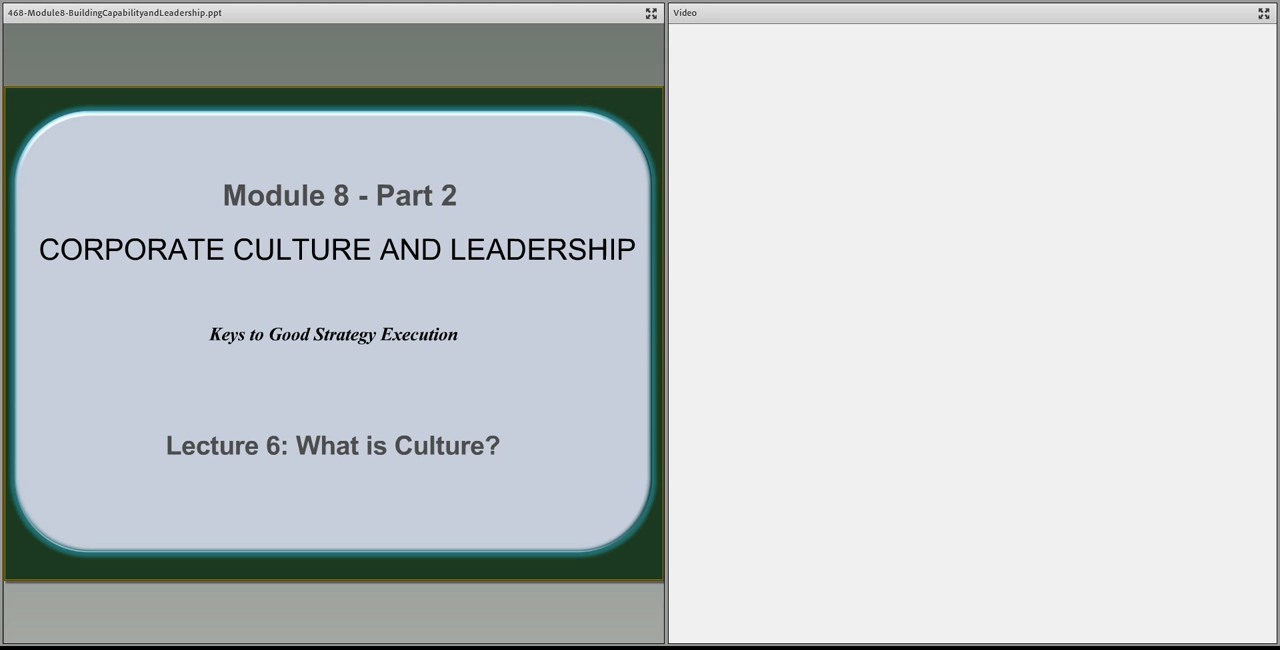 468-Module8-BuildingCapabilityandLeadership.ppt
Video
Module 8 - Part 2
CORPORATE CULTURE AND LEADERSHIP
Keys to Good Strategy Execution
Lecture 6: What is Culture?